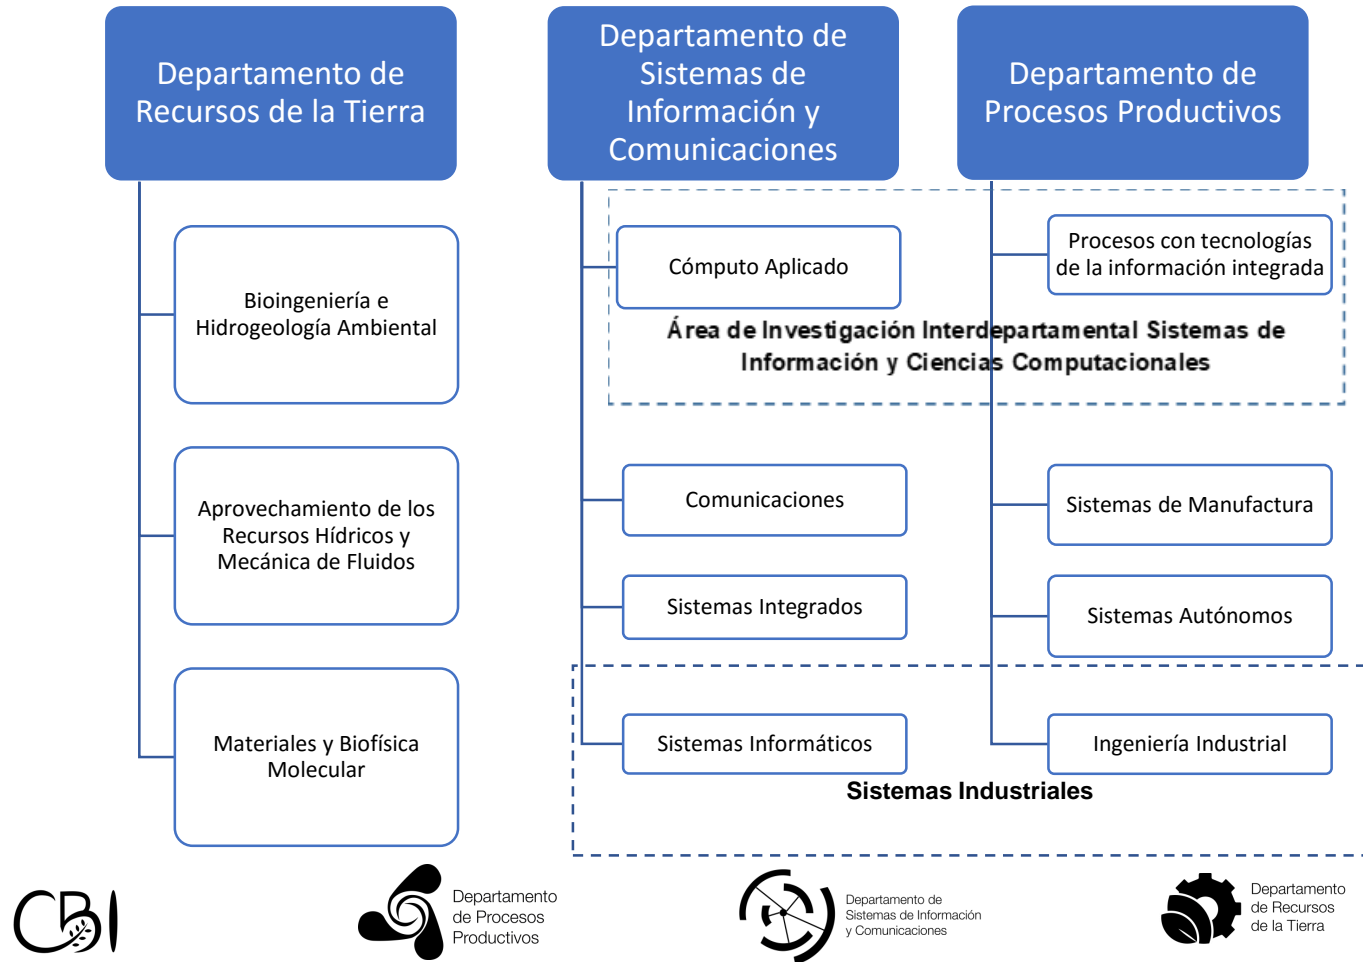 Departamento de
Recursos de la Tierra
Departamento de
Sistemas de
Información y
Comunicaciones
Departamento de
Procesos Productivos
Bioingeniería e
Hidrogeología Ambiental
Aprovechamiento de los
Recursos Hídricos y
Mecánica de Fluidos
Materiales y Biofísica
Molecular
Cómputo Aplicado
Procesos con tecnologías
de la información integrada
Área de Investigación Interdepartamental Sistemas de
Información y Ciencias Computacionales
Comunicaciones
Sistemas Integrados
Sistemas Informáticos
Sistemas de Manufactura
Sistemas Autónomos
Ingeniería Industrial
Sistemas Industriales
CBI
Departamento
de Procesos
Productivos
Departamento de
Sistemas de Información
y Comunicaciones
Departamento
de Recursos
de la Tierra